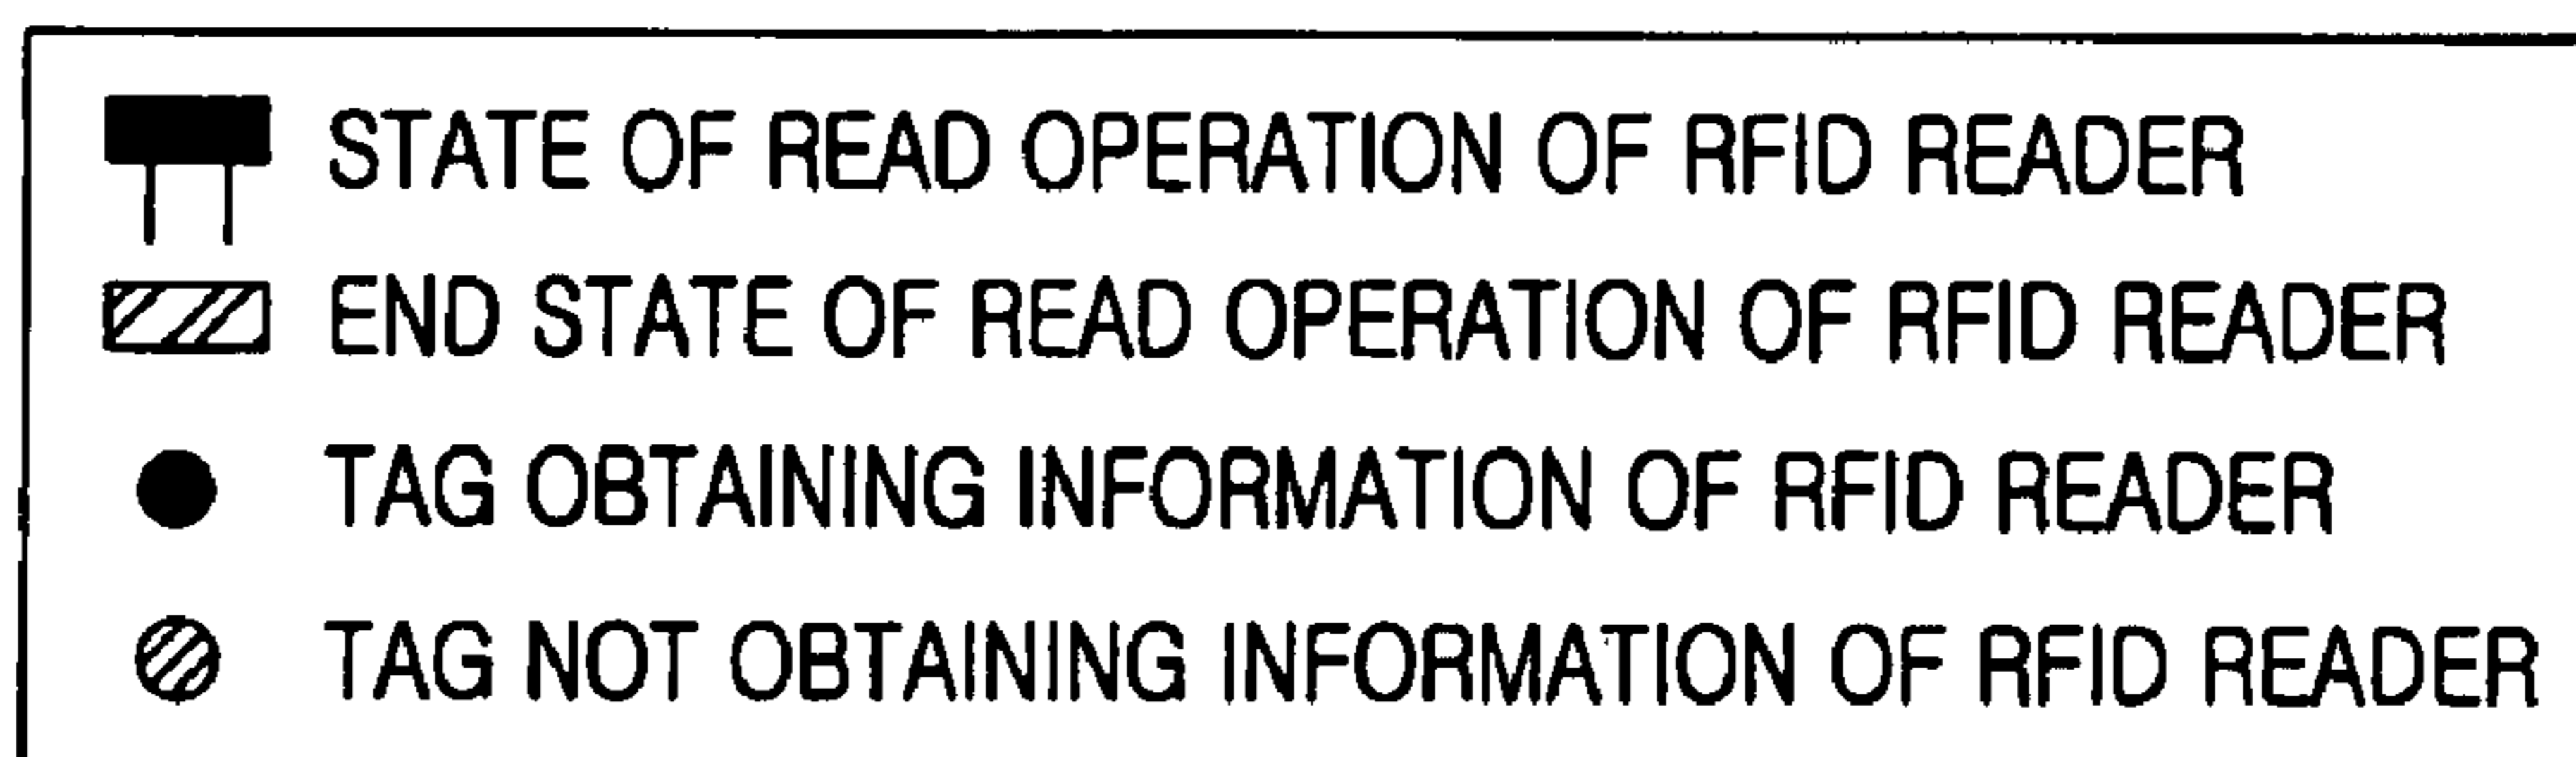 STATE OF READ OPERATION OF RFID READER
END STATE OF READ OPERATION OF RFID READER
TAG OBTAINING INFORMATION OF RFID READER
TAG NOT OBTAINING INFORMATION OF RFID READER